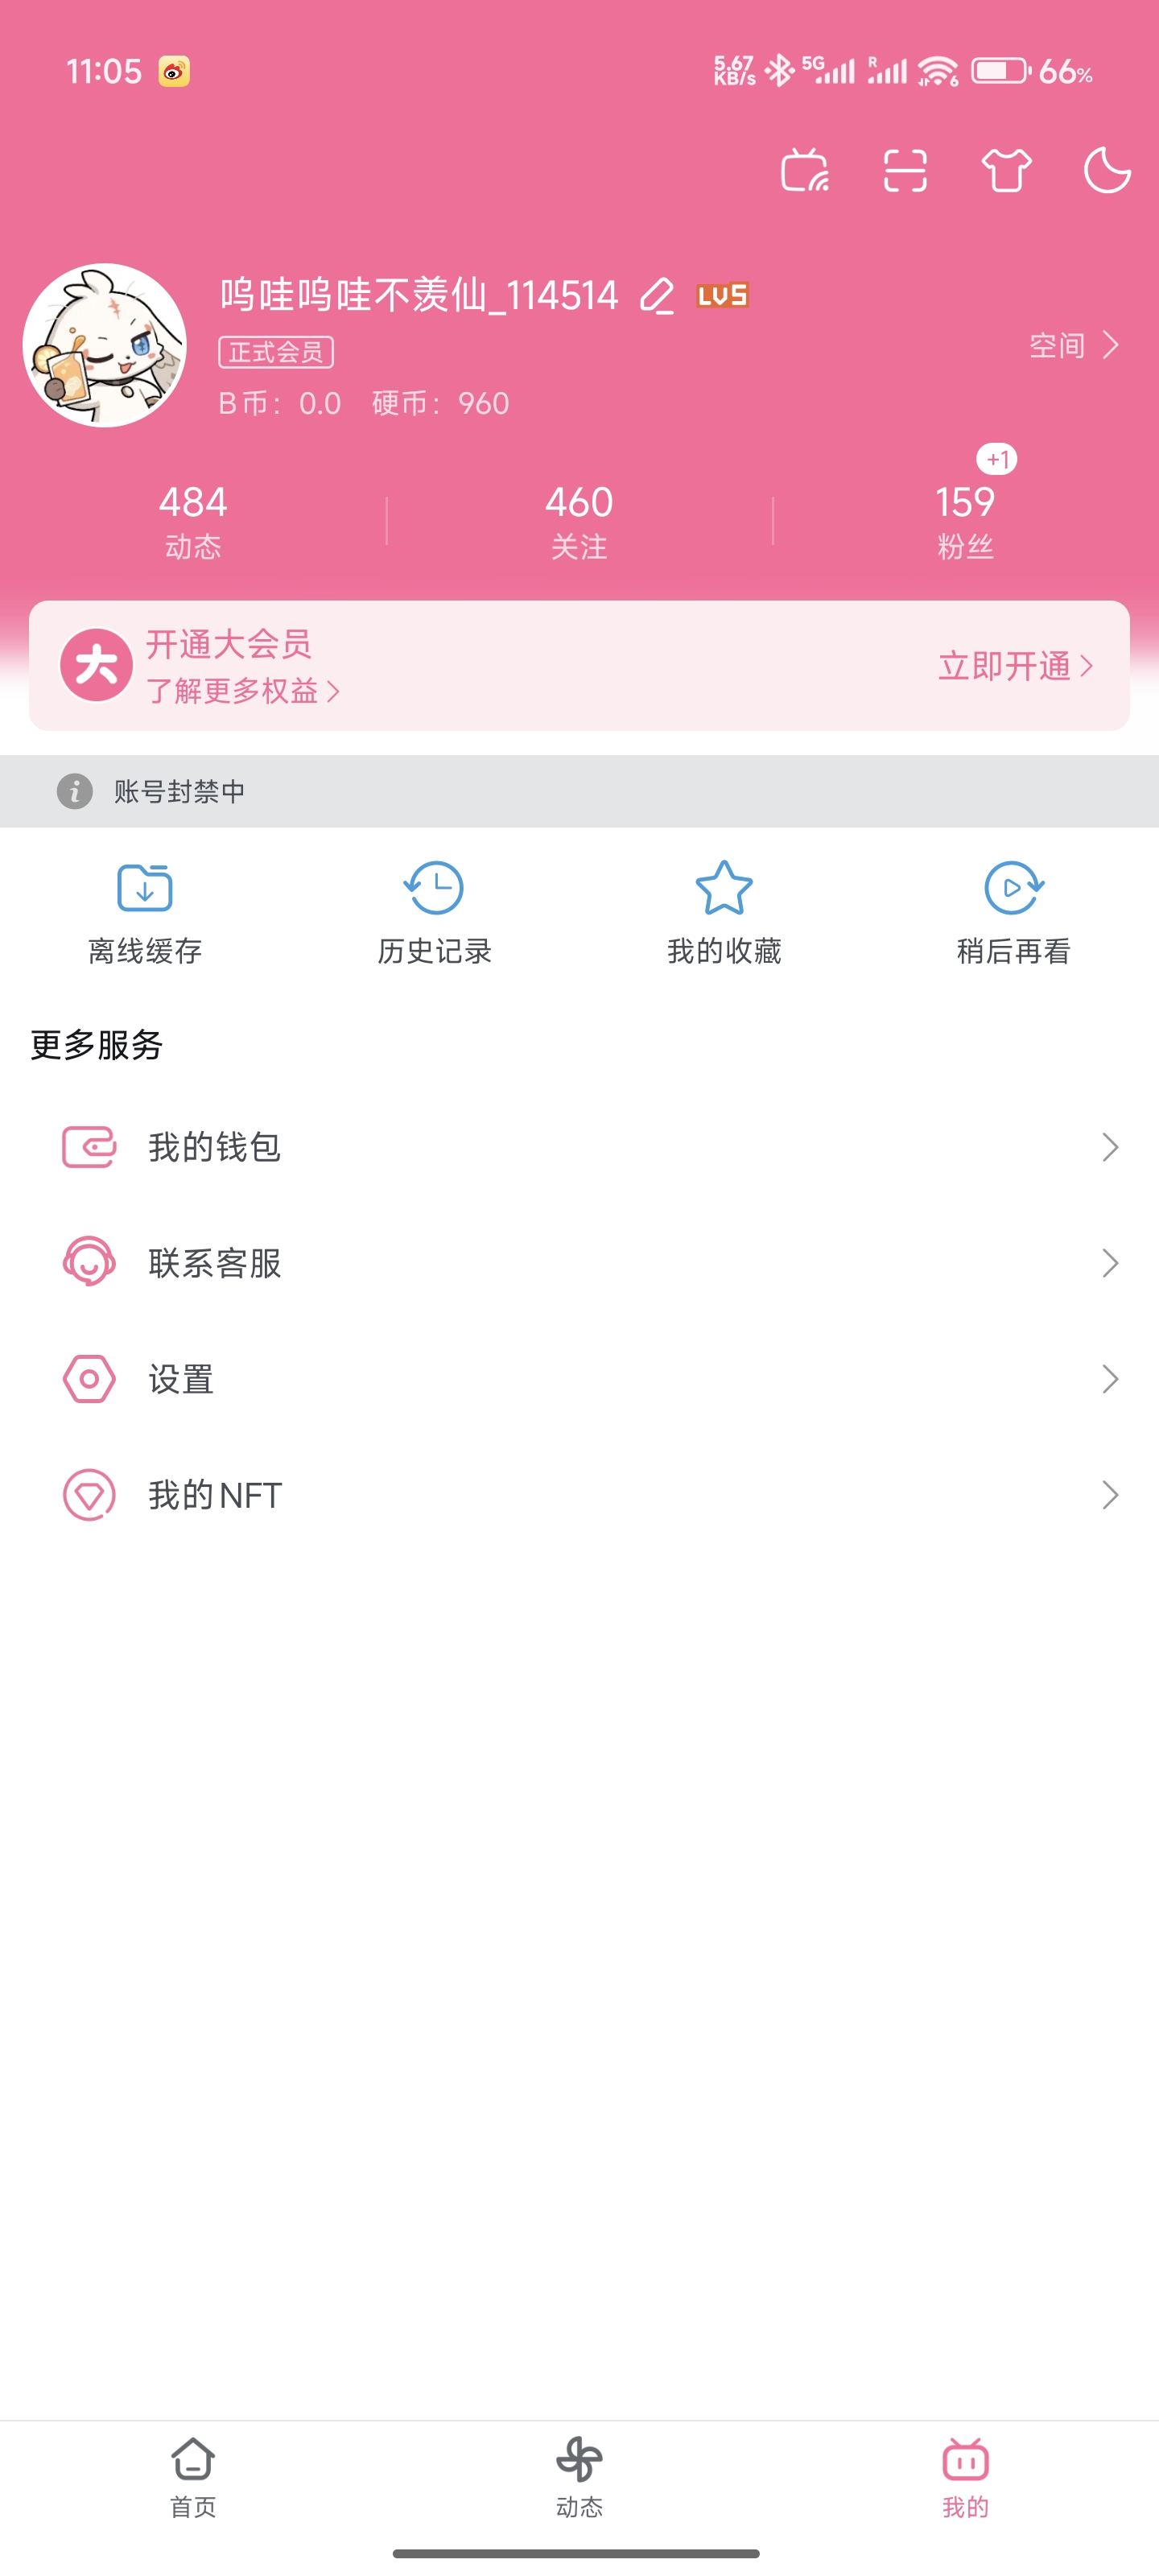 11:05
5.67 KB/s 5G R 6 66%
呜哇呜哇不羡仙_114514 LV5
正式会员
空间
B币：0.0 硬币：960
+1
484 460 159
动态 关注 粉丝
大
开通大会员
了解更多权益
立即开通
账号封禁中
离线缓存 历史记录 我的收藏 稍后再看
更多服务
我的钱包
联系客服
设置
我的NFT
首页 动态 我的